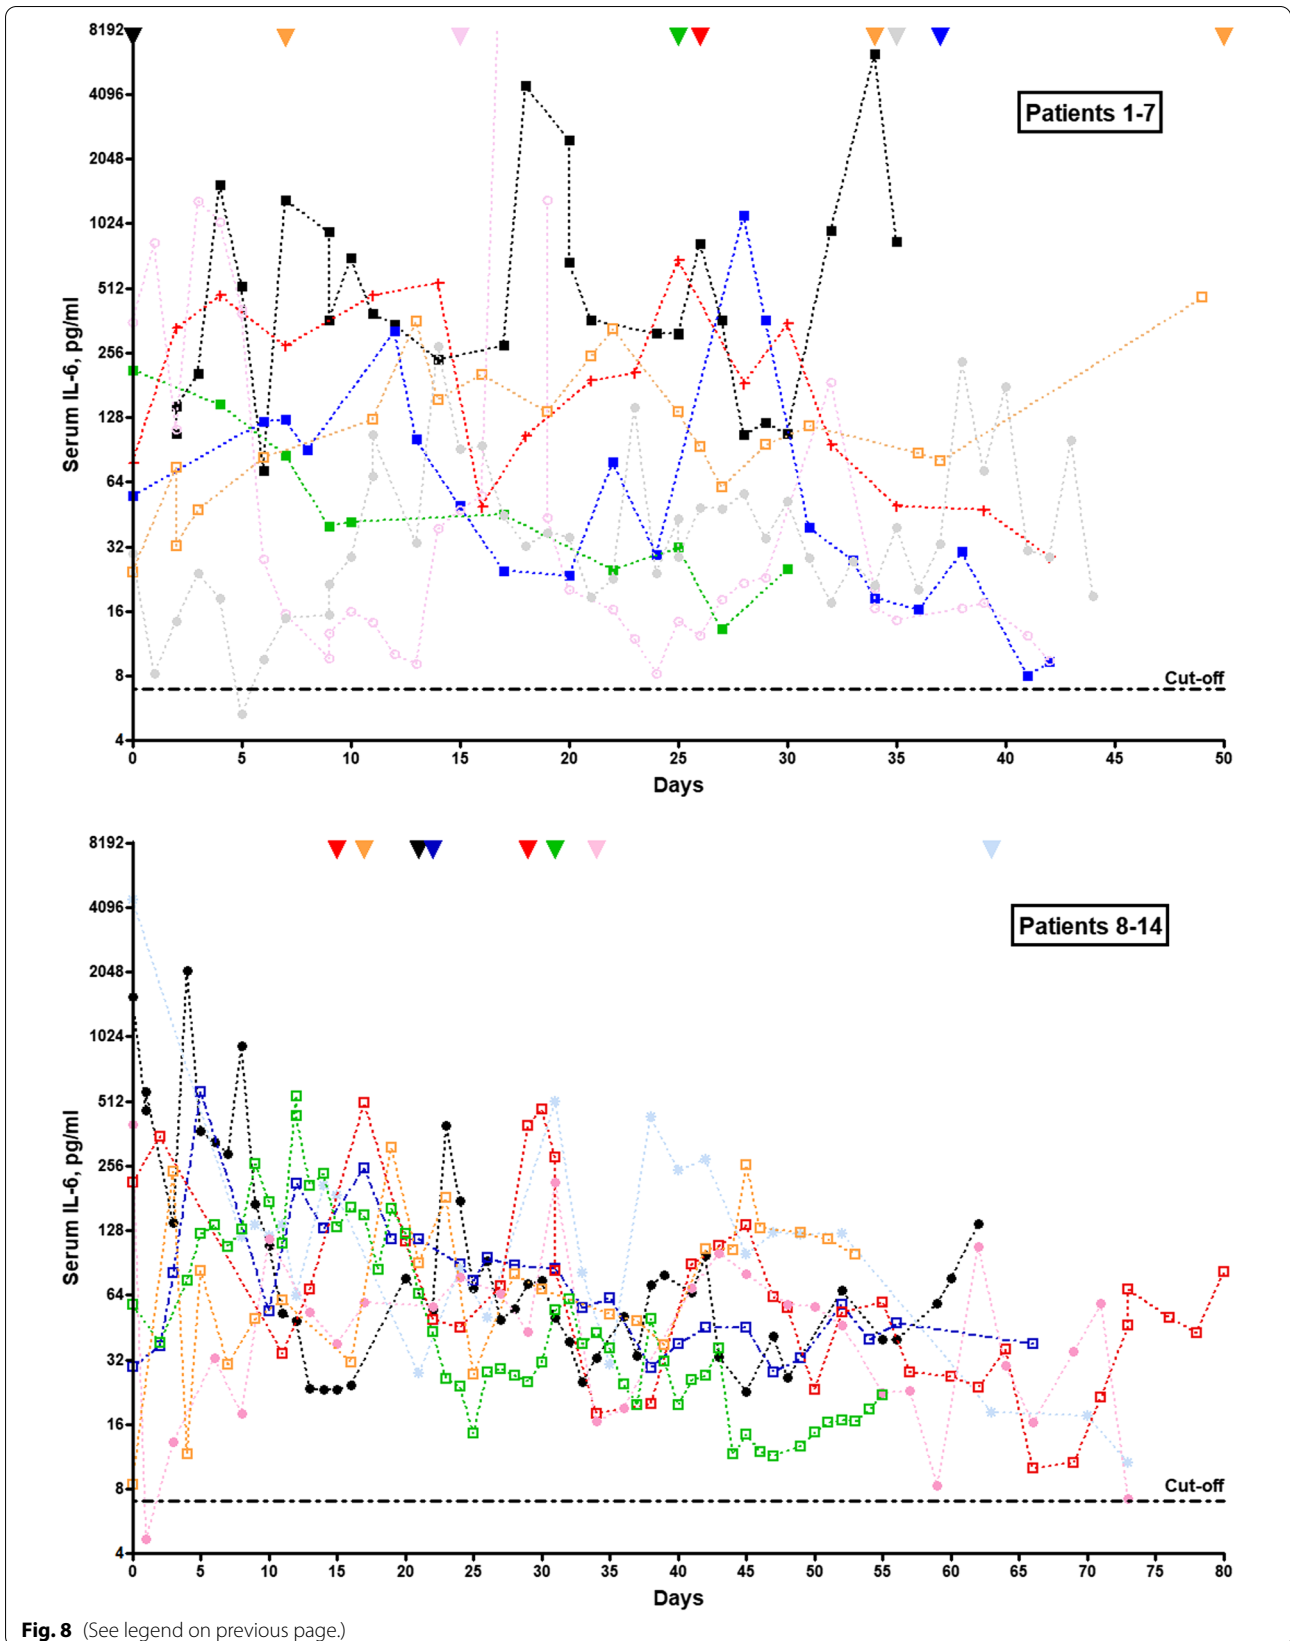 8192
4096
2048
1024
512
256
128
64
32
16
8
4
Serum IL-6, pg/ml
Patients 1-7
Cut-off
0 5 10 15 20 25 30 35 40 45 50
Days
8192
4096
2048
1024
512
256
128
64
32
16
8
4
Serum IL-6, pg/ml
Patients 8-14
Cut-off
0 5 10 15 20 25 30 35 40 45 50 55 60 65 70 75 80
Days
Fig. 8 (See legend on previous page.)